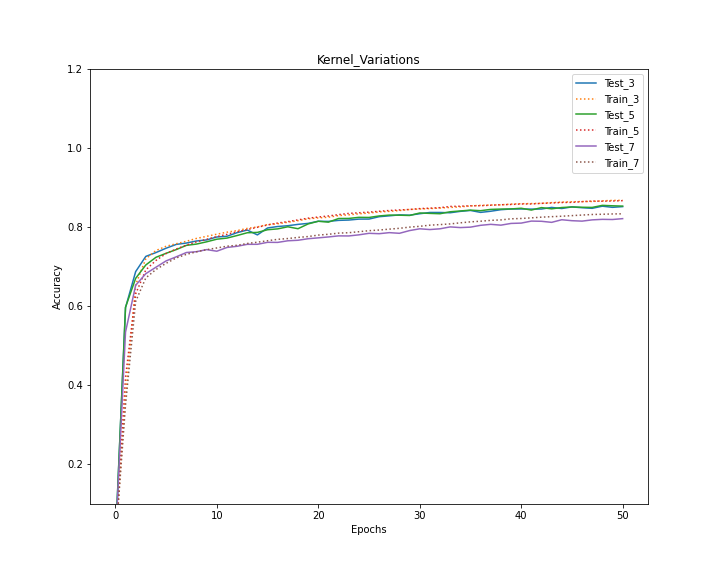 Kernel_Variations
1.2
1.0
0.8
0.6
0.4
0.2
Accuracy
Test_3
Train_3
Test_5
Train_5
Test_7
Train_7
0 10 20 30 40 50
Epochs